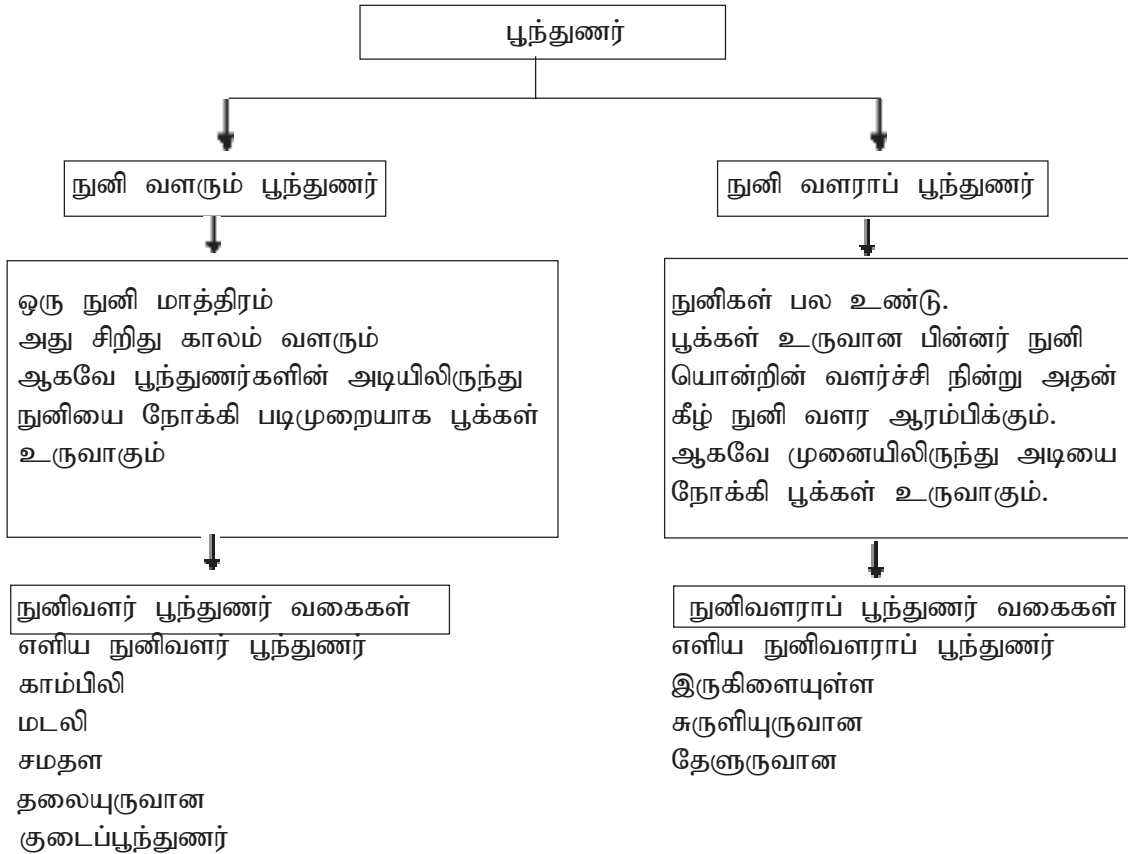 பூந்துணர்
நுனி வளரும் பூந்துணர்
ஒரு நுனி மாத்திரம்
அது சிறிது காலம் வளரும்
ஆகவே பூந்துணர்களின் அடியிலிருந்து
நுனியை நோக்கி படிமுறையாக பூக்கள்
உருவாகும்
நுனிவளர் பூந்துணர் வகைகள்
எளிய நுனிவளர் பூந்துணர்
காம்பிலி
மடலி
சமதள
தலையுருவான
குடைப்பூந்துணர்
நுனி வளராப் பூந்துணர்
நுனிகள் பல உண்டு.
பூக்கள் உருவான பின்னர் நுனி
யொன்றின் வளர்ச்சி நின்று அதன்
கீழ் நுனி வளர ஆரம்பிக்கும்.
ஆகவே முனையிலிருந்து அடியை
நோக்கி பூக்கள் உருவாகும்.
நுனிவளராப் பூந்துணர் வகைகள்
எளிய நுனிவளராப் பூந்துணர்
இருகிளையுள்ள
சுருளியுருவான
தேளுருவான